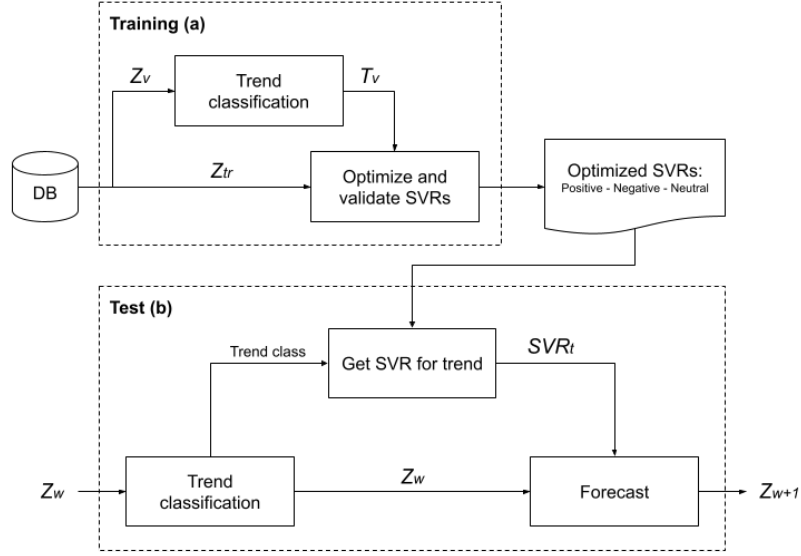 Training (a)
Zv
Trend
classification
Tv
DB
Ztr
Optimize and
validate SVRs
Optimized SVRs:
Positive - Negative - Neutral
Test (b)
Trend class
Get SVR for trend
SVRt
Zw
Trend
classification
Zw
Forecast
Zw+1